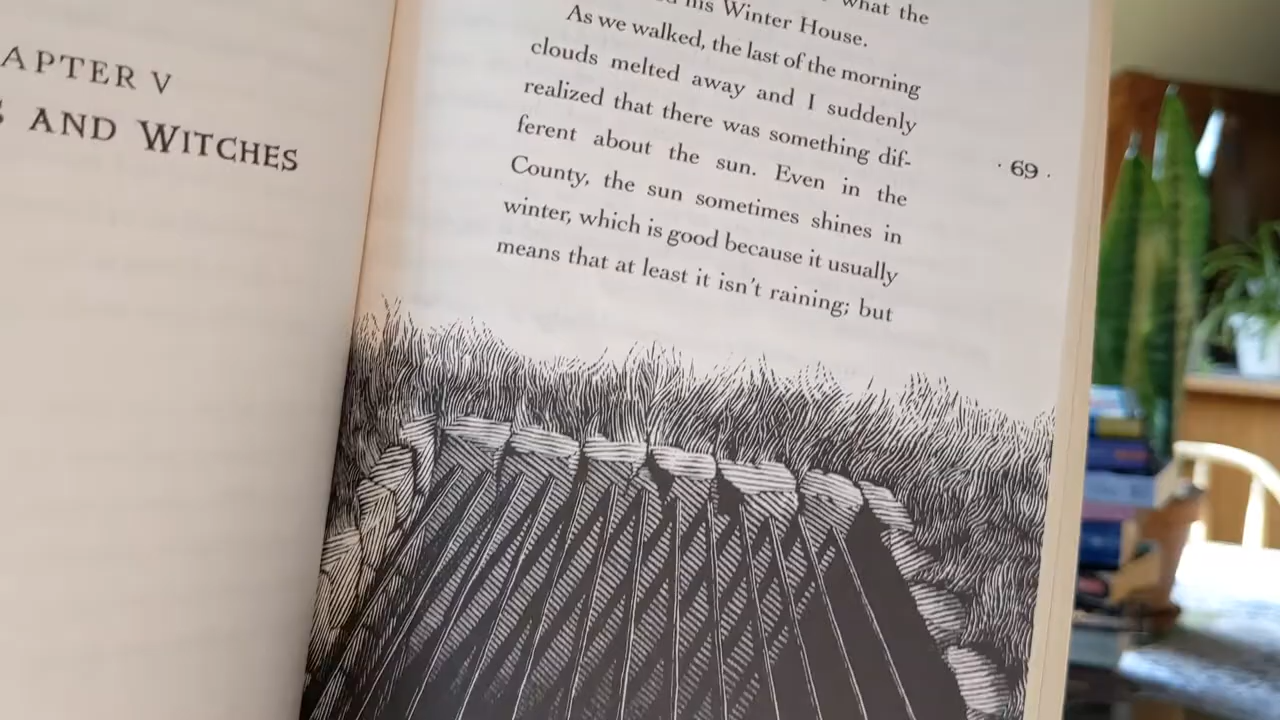 APTER V
AND WITCHES
what the
his Winter House.
As we walked, the last of the morning
clouds melted away and I suddenly
realized that there was something dif-
ferent about the sun. Even in the
County, the sun sometimes shines in
winter, which is good because it usually
means that at least it isn't raining; but
· 69 ·